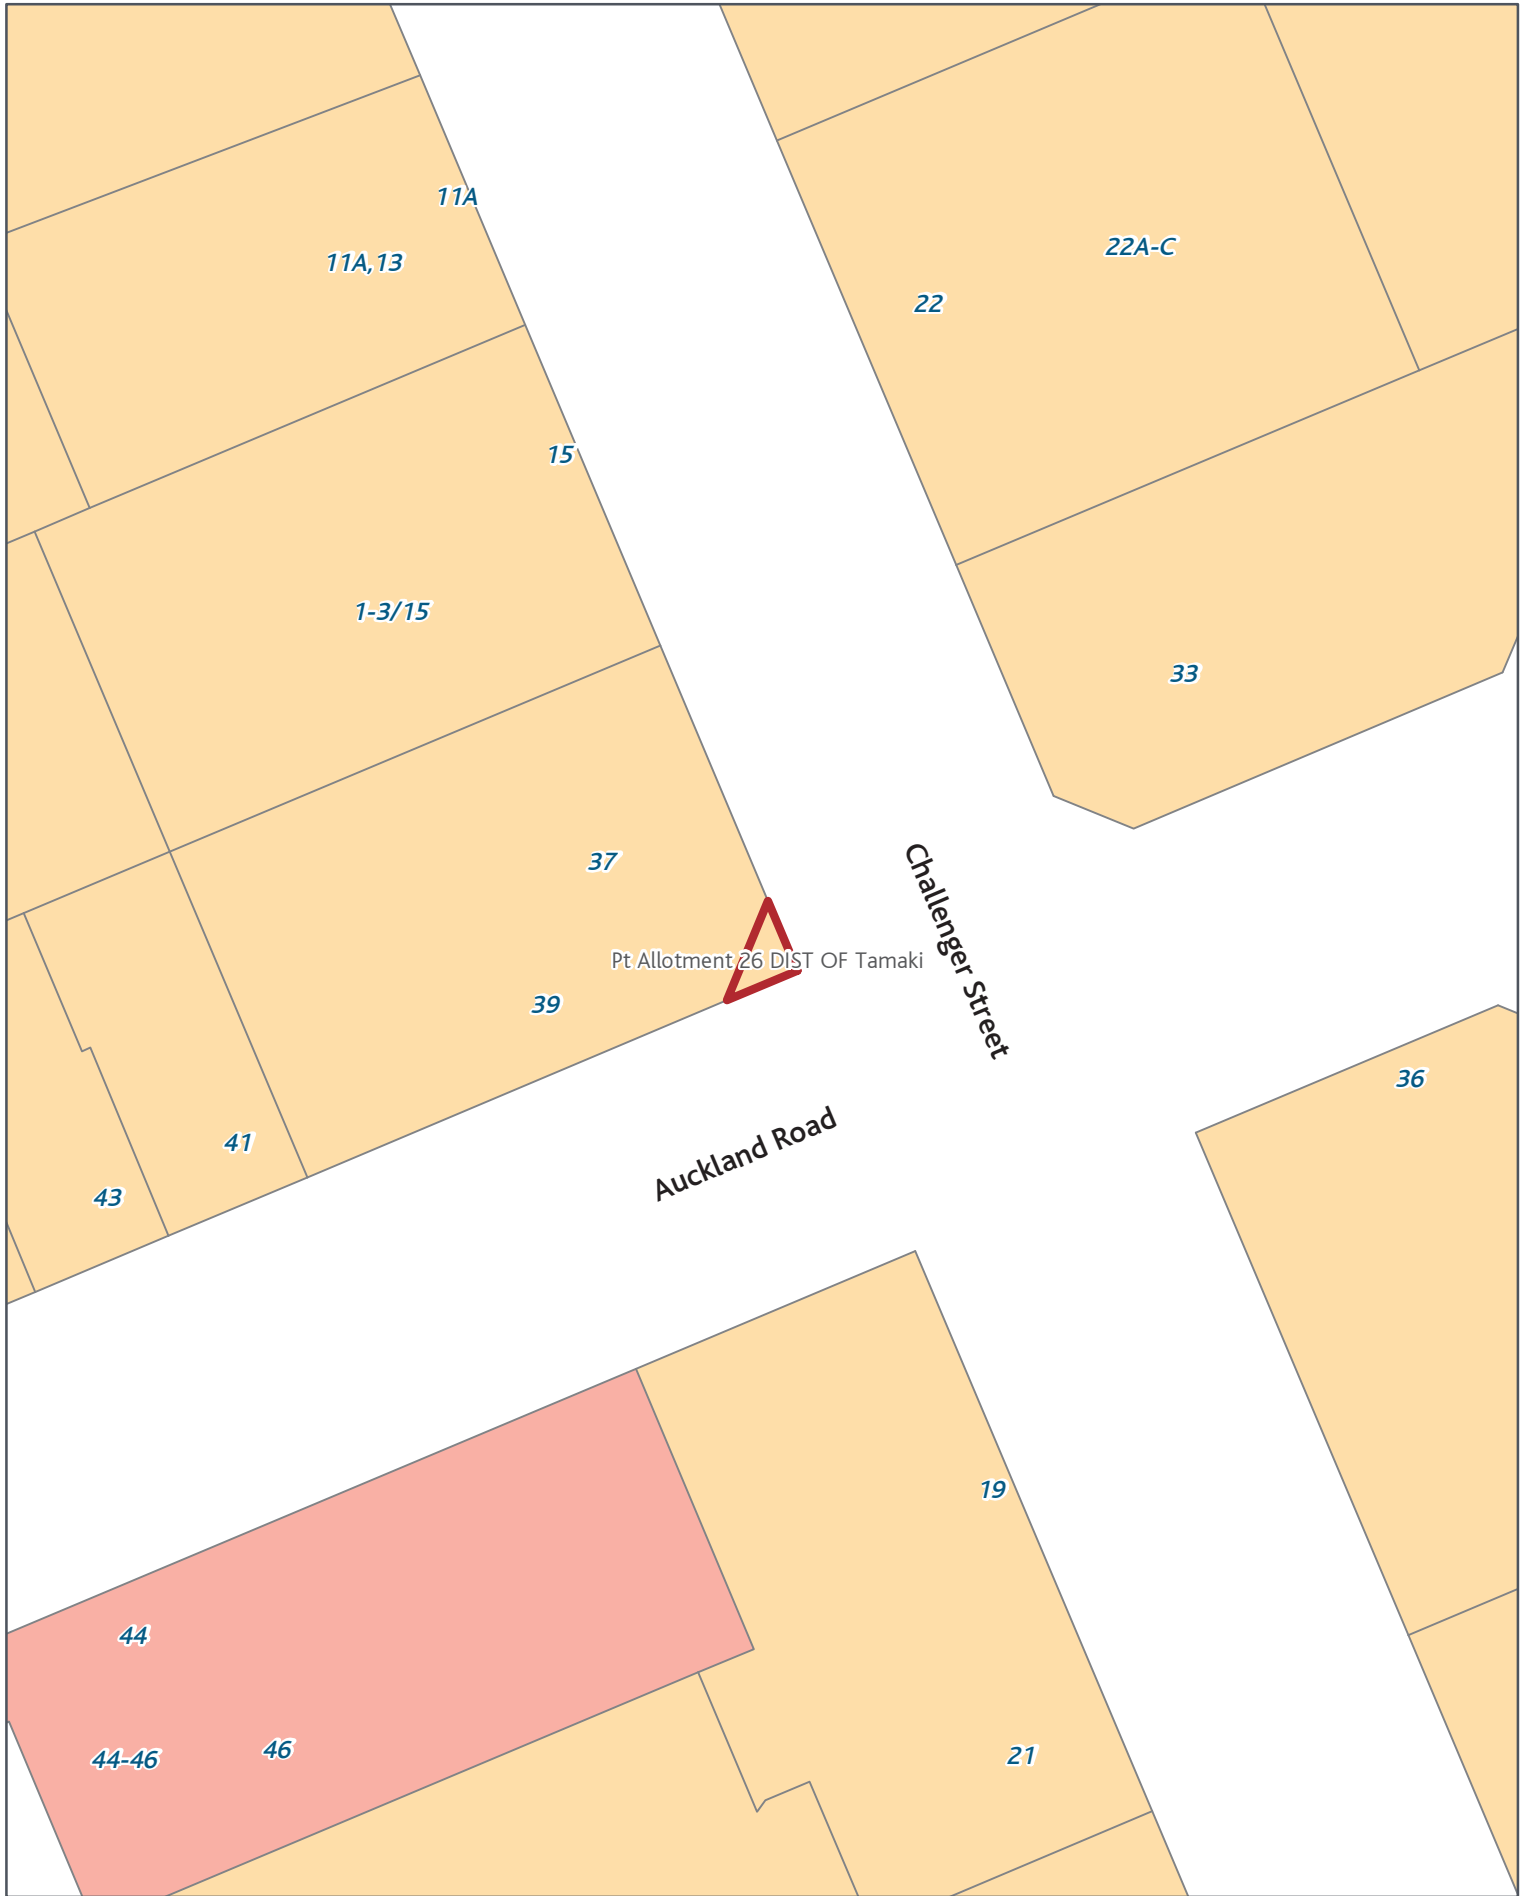 11A
22A-C
11A,13
22
15
1-3/15
33
37
Challenger Street
Pt Allotment 26 DIST OF Tamaki
39
36
Auckland Road
41
43
19
44
46
21
44-46